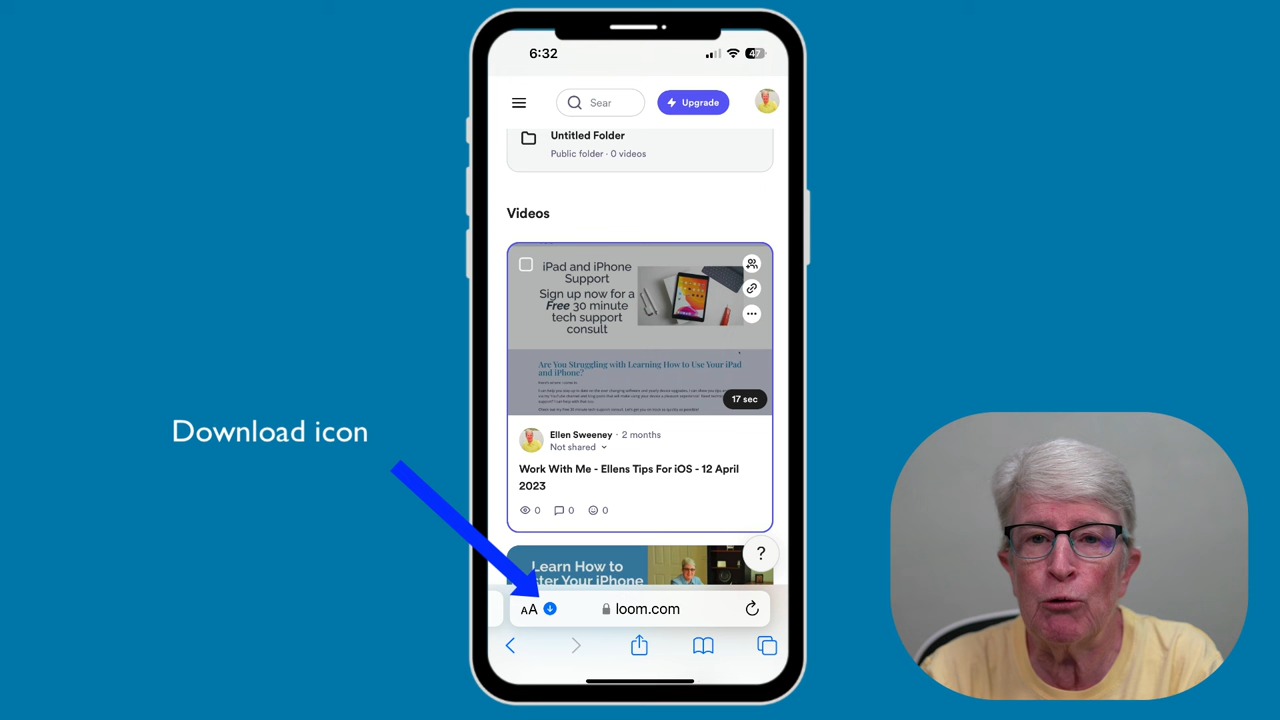 6:32
47
Sear
Upgrade
Untitled Folder
Public folder · 0 videos
Videos
iPad and iPhone
Support
Sign up now for a
Free 30 minute
tech support
consult
Are You Struggling with Learning How to Use Your iPad
and iPhone?
17 sec
Ellen Sweeney · 2 months
Not shared
Work With Me - Ellens Tips For iOS - 12 April
2023
0 0 0
Learn How to
ster Your iPhone
?
AA loom.com
Download icon